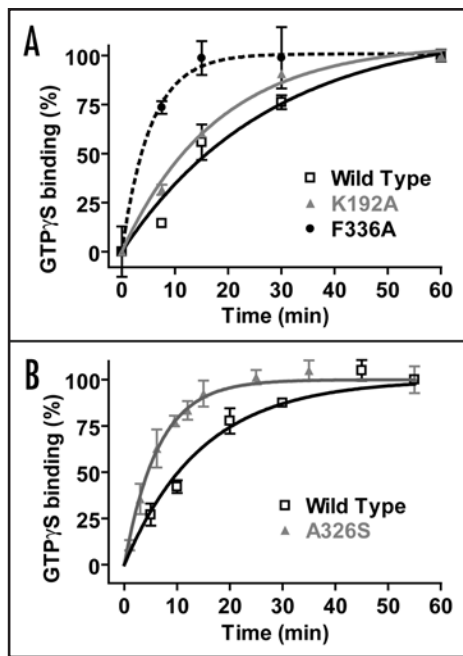 A
GTPγS binding (%)
100
75
50
25
0
Wild Type
K192A
F336A
0 10 20 30 40 50 60
Time (min)
B
GTPγS binding (%)
100
75
50
25
0
Wild Type
A326S
0 10 20 30 40 50 60
Time (min)